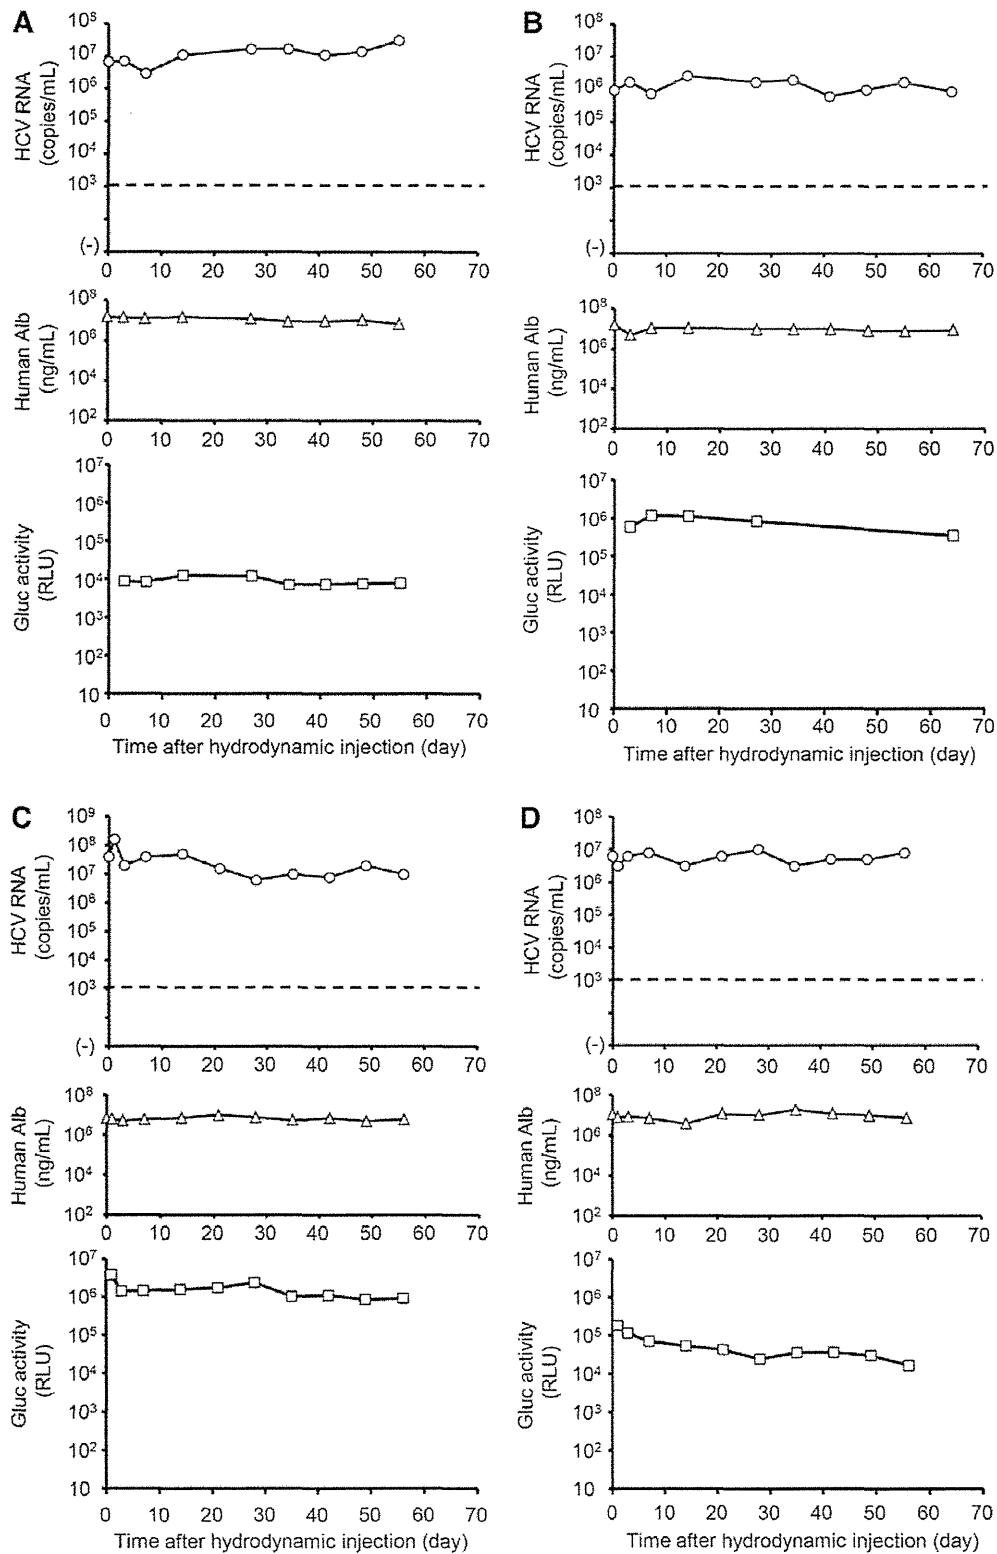 A
HCV RNA
(copies/mL)
10⁸
10⁷
10⁶
10⁵
10⁴
10³
(-)
0 10 20 30 40 50 60 70
Human Alb
(ng/mL)
10⁸
10⁶
10⁴
10²
0 10 20 30 40 50 60 70
Gluc activity
(RLU)
10⁷
10⁶
10⁵
10⁴
10³
10²
10
0 10 20 30 40 50 60 70
Time after hydrodynamic injection (day)
B
HCV RNA
(copies/mL)
10⁸
10⁷
10⁶
10⁵
10⁴
10³
(-)
0 10 20 30 40 50 60 70
Human Alb
(ng/mL)
10⁸
10⁶
10⁴
10²
0 10 20 30 40 50 60 70
Gluc activity
(RLU)
10⁷
10⁶
10⁵
10⁴
10³
10²
10
0 10 20 30 40 50 60 70
Time after hydrodynamic injection (day)
C
HCV RNA
(copies/mL)
10⁹
10⁸
10⁷
10⁶
10⁵
10⁴
10³
(-)
0 10 20 30 40 50 60 70
Human Alb
(ng/mL)
10⁸
10⁶
10⁴
10²
0 10 20 30 40 50 60 70
Gluc activity
(RLU)
10⁷
10⁶
10⁵
10⁴
10³
10²
10
0 10 20 30 40 50 60 70
Time after hydrodynamic injection (day)
D
HCV RNA
(copies/mL)
10⁸
10⁷
10⁶
10⁵
10⁴
10³
(-)
0 10 20 30 40 50 60 70
Human Alb
(ng/mL)
10⁸
10⁶
10⁴
10²
0 10 20 30 40 50 60 70
Gluc activity
(RLU)
10⁷
10⁶
10⁵
10⁴
10³
10²
10
0 10 20 30 40 50 60 70
Time after hydrodynamic injection (day)